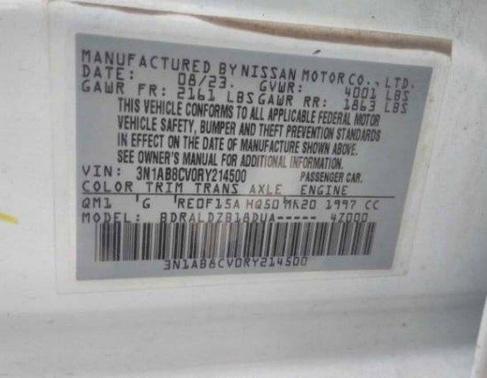 MANUFACTURED BY NISSAN MOTOR CO., LTD.
DATE: 08/23. GVWR: 4001 LBS
GAWR FR: 2161 LBS GAWR RR: 1863 LBS
THIS VEHICLE CONFORMS TO ALL APPLICABLE FEDERAL MOTOR
VEHICLE SAFETY, BUMPER AND THEFT PREVENTION STANDARDS
IN EFFECT ON THE DATE OF MANUFACTURE SHOWN ABOVE.
SEE OWNER'S MANUAL FOR ADDITIONAL INFORMATION.
VIN: 3N1AB8CV0RY214500 PASSENGER CAR.
COLOR TRIM TRANS AXLE ENGINE
QM1 G RE0F15A HQ50 MR20 1997 CC
MODEL: BDRALDZB18DUA----- 4Z000
3N1AB8CV0RY214500